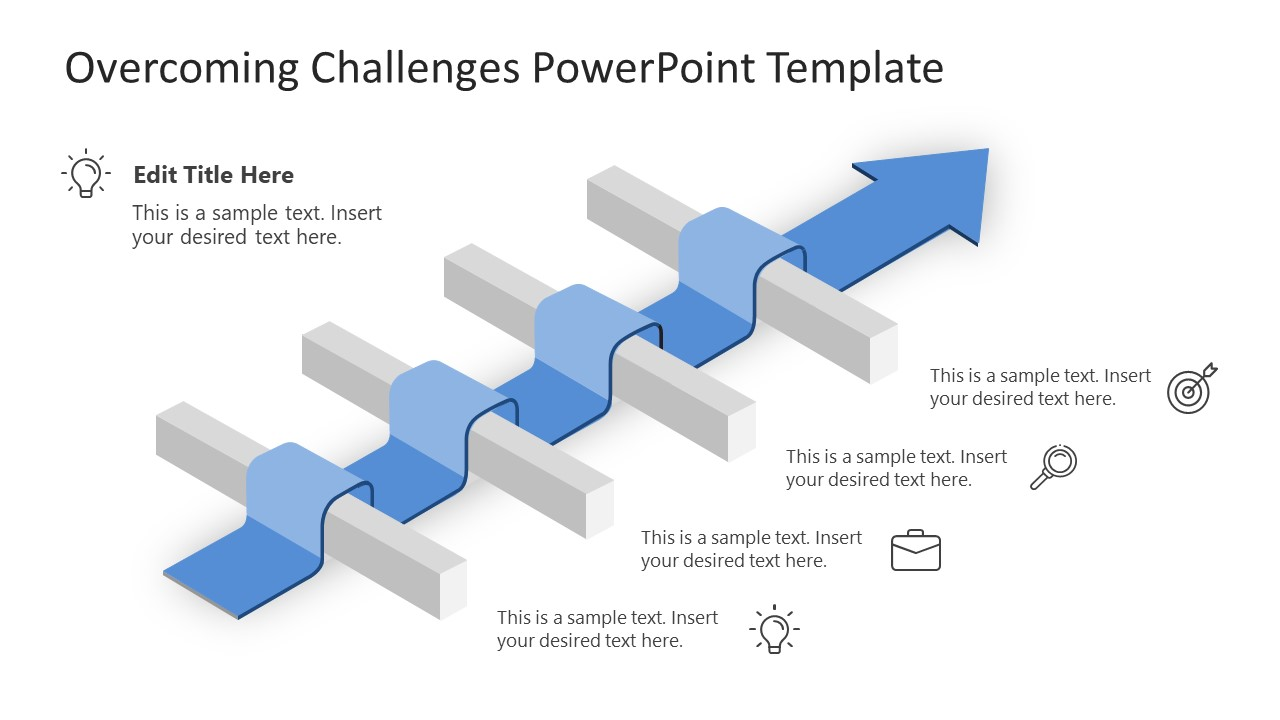 Overcoming Challenges PowerPoint Template
Edit Title Here
This is a sample text. Insert
your desired text here.
This is a sample text. Insert
your desired text here.
This is a sample text. Insert
your desired text here.
This is a sample text. Insert
your desired text here.
This is a sample text. Insert
your desired text here.